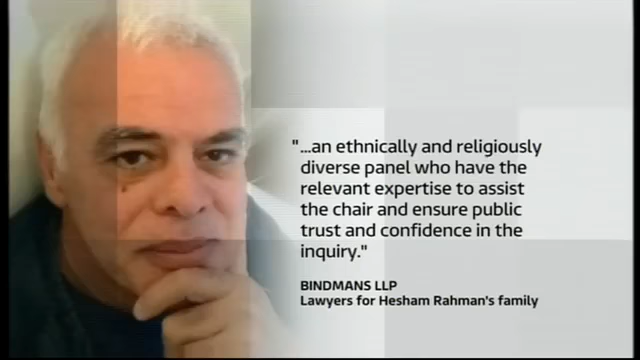 "...an ethnically and religiously
diverse panel who have the
relevant expertise to assist
the chair and ensure public
trust and confidence in the
inquiry."
BINDMANS LLP
Lawyers for Hesham Rahman's family